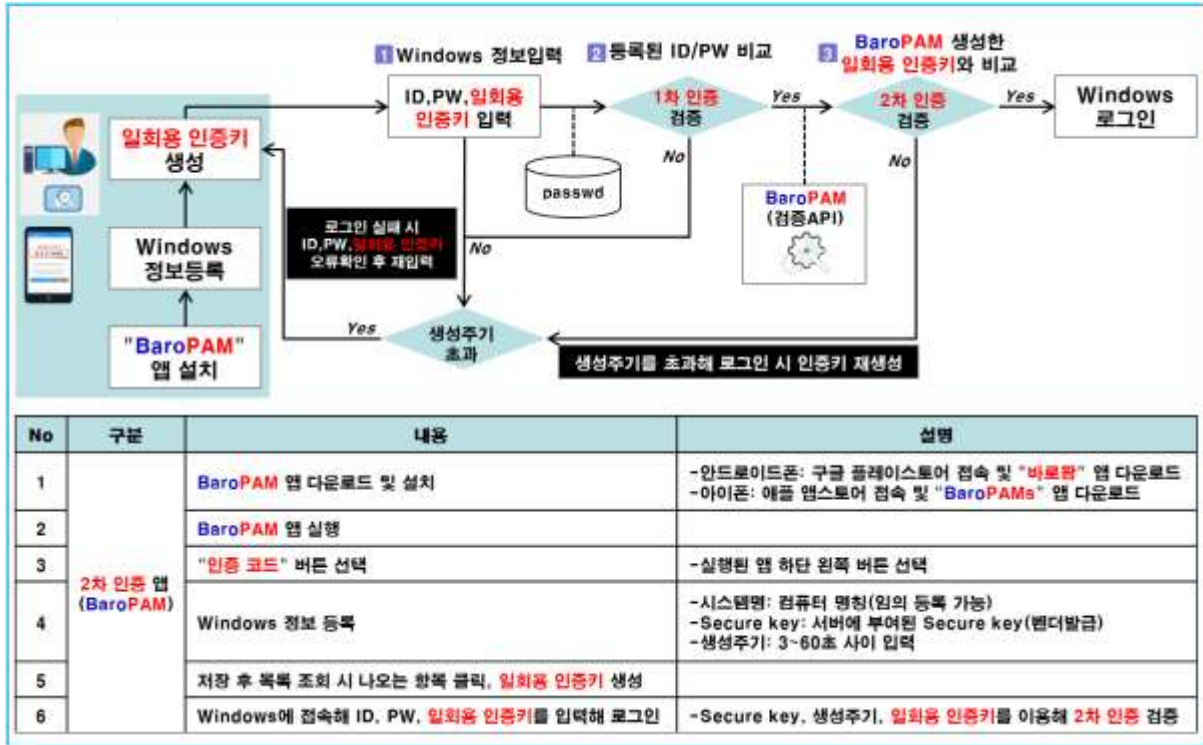 1 Windows 정보입력
2 등록된 ID/PW 비교
3 BaroPAM 생성한
일회용 인증키와 비교
일회용 인증키
생성
ID,PW,일회용
인증키 입력
1차 인증
검증
Yes
2차 인증
검증
Yes
Windows
로그인
passwd
No
No
BaroPAM
(검증API)
로그인 실패 시
ID,PW,일회용 인증키
오류확인 후 재입력
No
Windows
정보등록
Yes
생성주기
초과
"BaroPAM"
앱 설치
생성주기를 초과해 로그인 시 인증키 재생성
No 구분 내용 설명
2차 인증 앱
(BaroPAM)
1 BaroPAM 앱 다운로드 및 설치
-안드로이드폰: 구글 플레이스토어 접속 및 "바로팜" 앱 다운로드
-아이폰: 애플 앱스토어 접속 및 "BaroPAMs" 앱 다운로드
2 BaroPAM 앱 실행
3 "인증 코드" 버튼 선택 -실행된 앱 하단 왼쪽 버튼 선택
4 Windows 정보 등록
-시스템명: 컴퓨터 명칭(임의 등록 가능)
-Secure key: 서버에 부여된 Secure key(벤더발급)
-생성주기: 3~60초 사이 입력
5 저장 후 목록 조회 시 나오는 항목 클릭, 일회용 인증키 생성
6 Windows에 접속해 ID, PW, 일회용 인증키를 입력해 로그인 -Secure key, 생성주기, 일회용 인증키를 이용해 2차 인증 검증